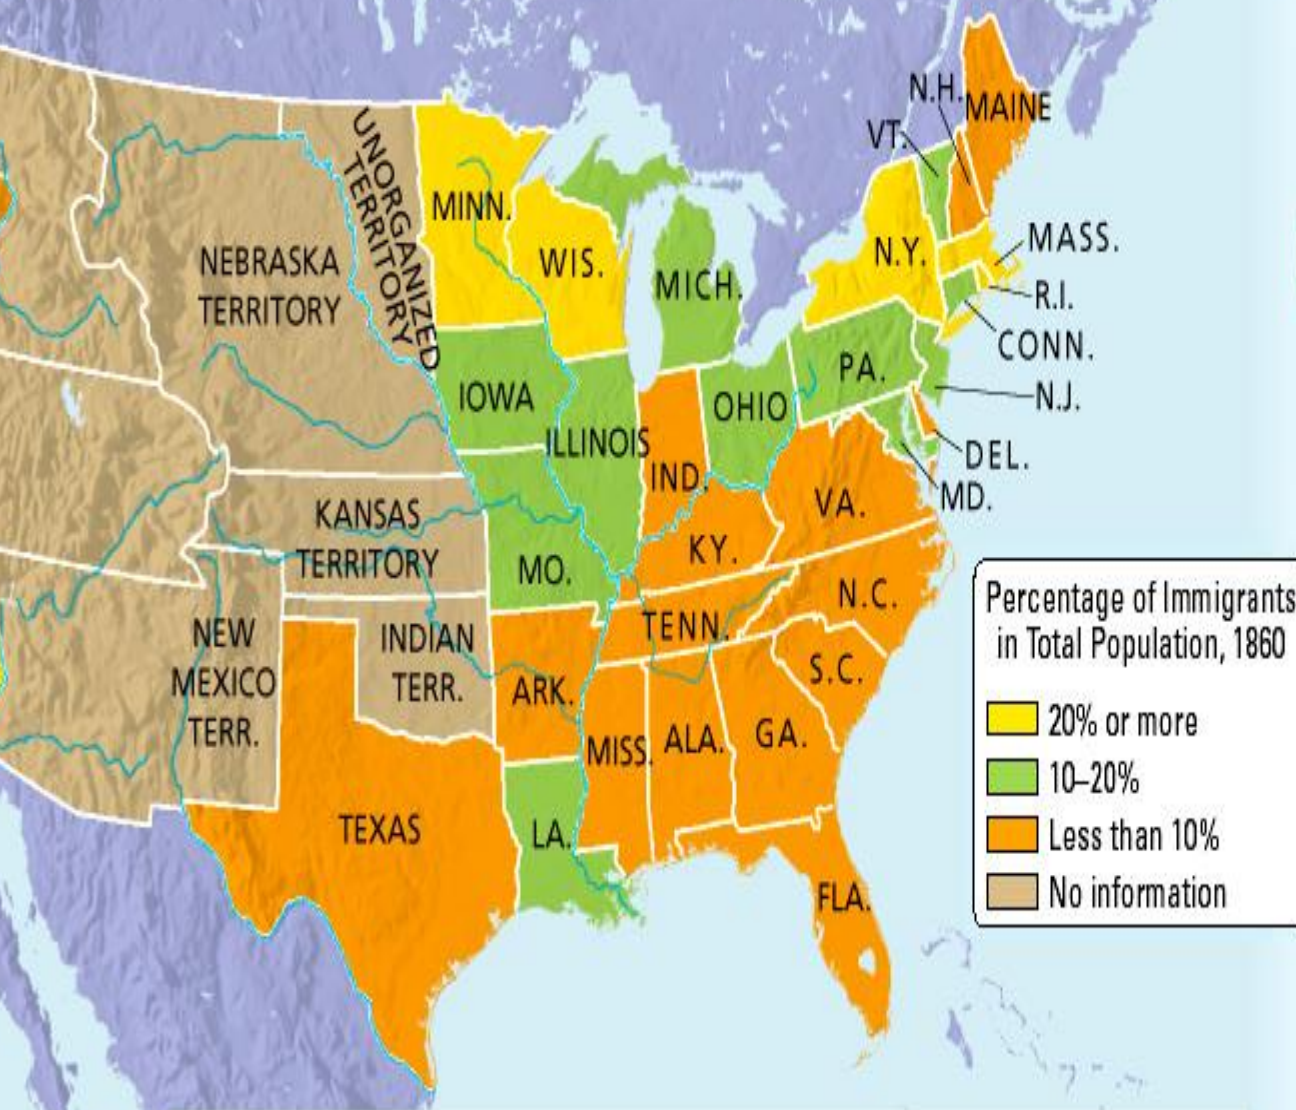 N.H.
MAINE
VT.
UNORGANIZED
TERRITORY
MINN.
MASS.
WIS.
N.Y.
NEBRASKA
TERRITORY
MICH.
R.I.
CONN.
PA.
N.J.
IOWA
OHIO
ILLINOIS
DEL.
IND.
MD.
VA.
KANSAS
TERRITORY
KY.
MO.
N.C.
TENN.
NEW
MEXICO
TERR.
INDIAN
TERR.
S.C.
ARK.
MISS.
ALA.
GA.
TEXAS
LA.
FLA.
Percentage of Immigrants
in Total Population, 1860
20% or more
10–20%
Less than 10%
No information